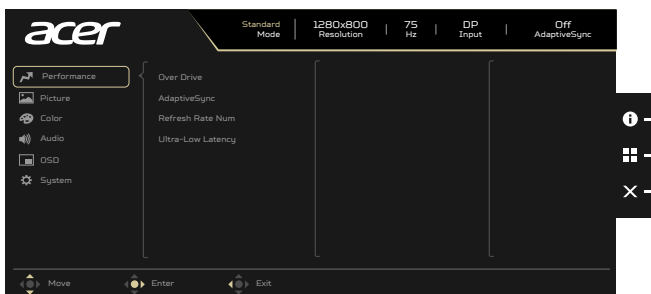 acer
Standard
Mode
1280x800
Resolution
75
Hz
DP
Input
Off
AdaptiveSync
Performance
Picture
Color
Audio
OSD
System
Over Drive
AdaptiveSync
Refresh Rate Num
Ultra-Low Latency
Move
Enter
Exit